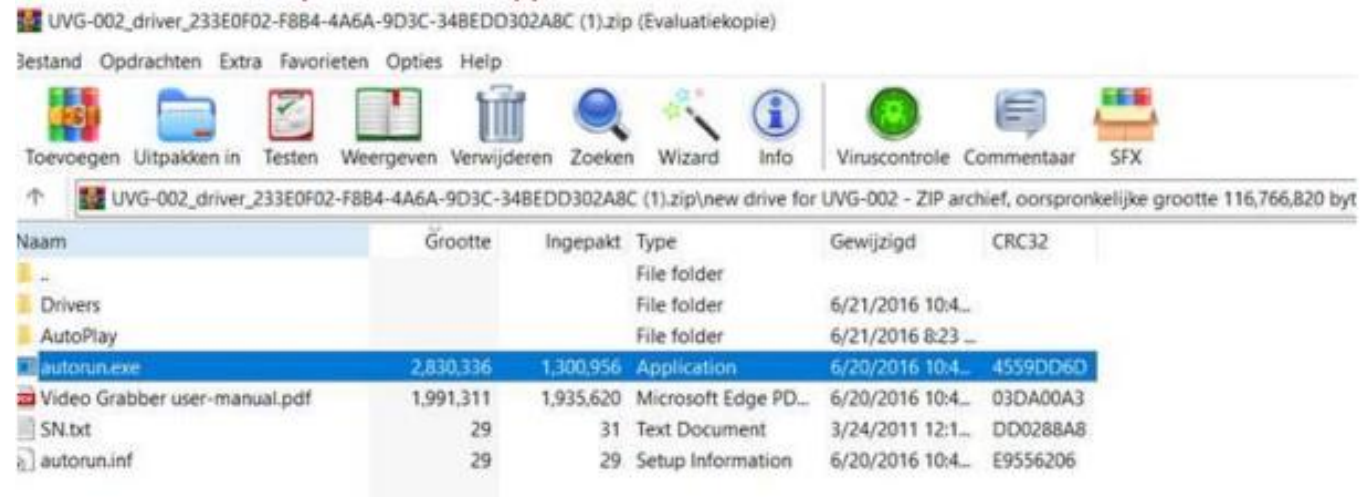 UVG-002_driver_233E0F02-F8B4-4A6A-9D3C-34BEDD302A8C (1).zip (Evaluatiekopie)
Bestand Opdrachten Extra Favorieten Opties Help
Toevoegen Uitpakken in Testen Weergeven Verwijderen Zoeken Wizard Info Viruscontrole Commentaar SFX
UVG-002_driver_233E0F02-F8B4-4A6A-9D3C-34BEDD302A8C (1).zip\new drive for UVG-002 - ZIP archief, oorspronkelijke grootte 116,766,820 byt
Naam Grootte Ingepakt Type Gewijzigd CRC32
.. File folder
Drivers File folder 6/21/2016 10:4...
AutoPlay File folder 6/21/2016 8:23 ...
autorun.exe 2,830,336 1,300,956 Application 6/20/2016 10:4... 4559DD6D
Video Grabber user-manual.pdf 1,991,311 1,935,620 Microsoft Edge PD... 6/20/2016 10:4... 03DA00A3
SN.txt 29 31 Text Document 3/24/2011 12:1... DD0288A8
autorun.inf 29 29 Setup Information 6/20/2016 10:4... E9556206